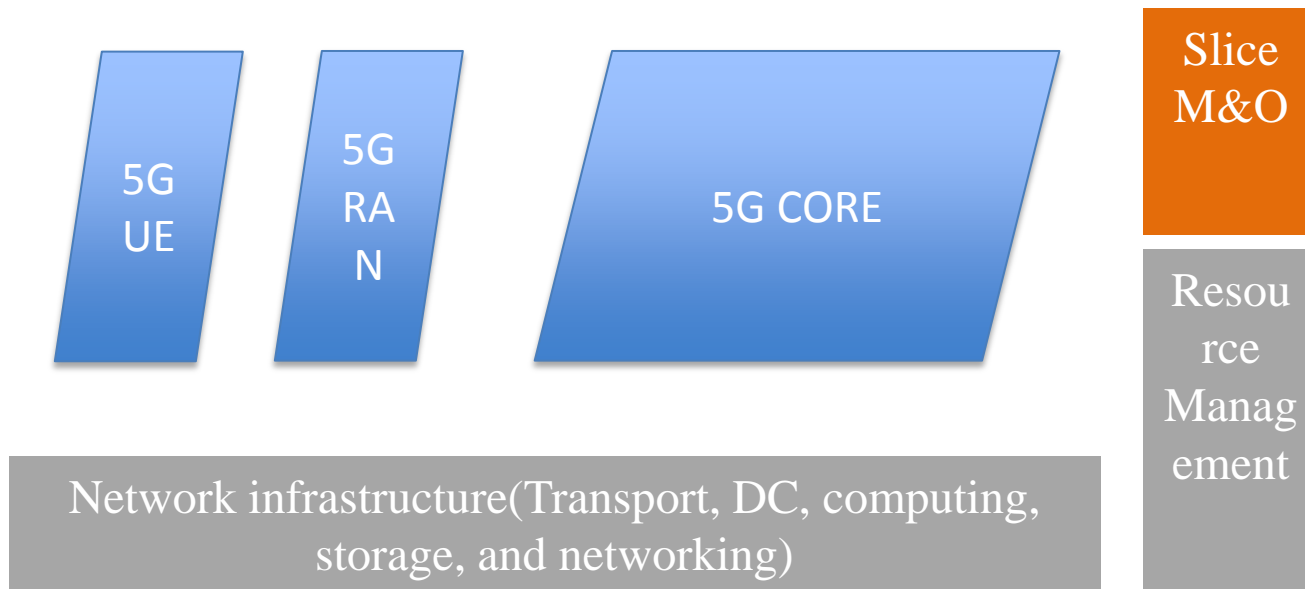 5G
UE
5G
RA
N
5G CORE
Slice
M&O
Resou
rce
Manag
ement
Network infrastructure(Transport, DC, computing,
storage, and networking)